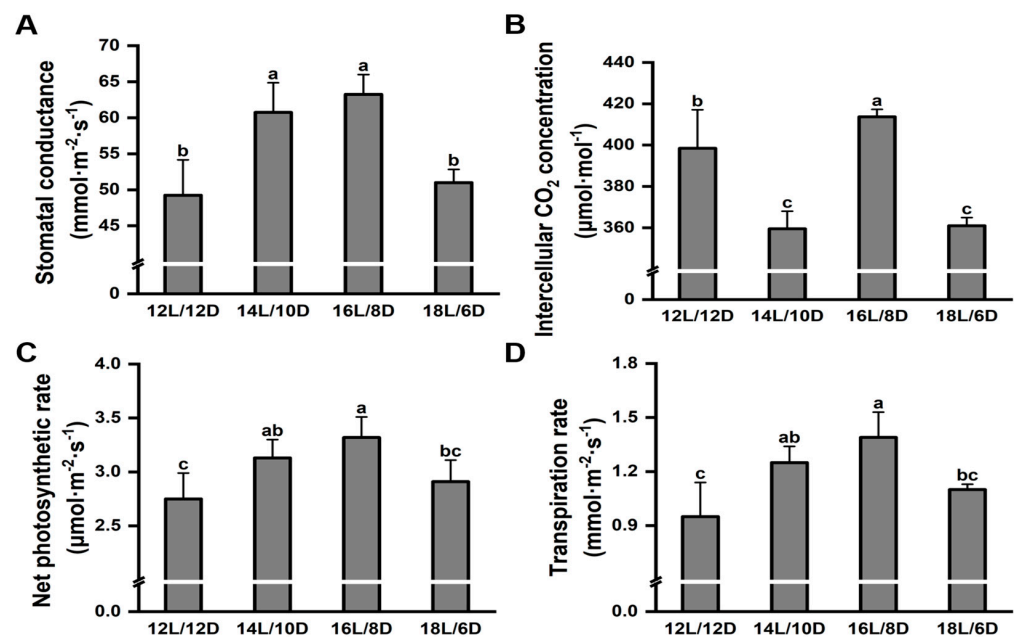 A
Stomatal conductance
(mmol·m⁻²·s⁻¹)
70
65
60
55
50
45
0
b
a
a
b
12L/12D 14L/10D 16L/8D 18L/6D
B
Intercellular CO₂ concentration
(μmol·mol⁻¹)
440
420
400
380
360
0
b
c
a
c
12L/12D 14L/10D 16L/8D 18L/6D
C
Net photosynthetic rate
(μmol·m⁻²·s⁻¹)
4.0
3.5
3.0
2.5
0.0
c
ab
a
bc
12L/12D 14L/10D 16L/8D 18L/6D
D
Transpiration rate
(mmol·m⁻²·s⁻¹)
1.8
1.5
1.2
0.9
0.0
c
ab
a
bc
12L/12D 14L/10D 16L/8D 18L/6D